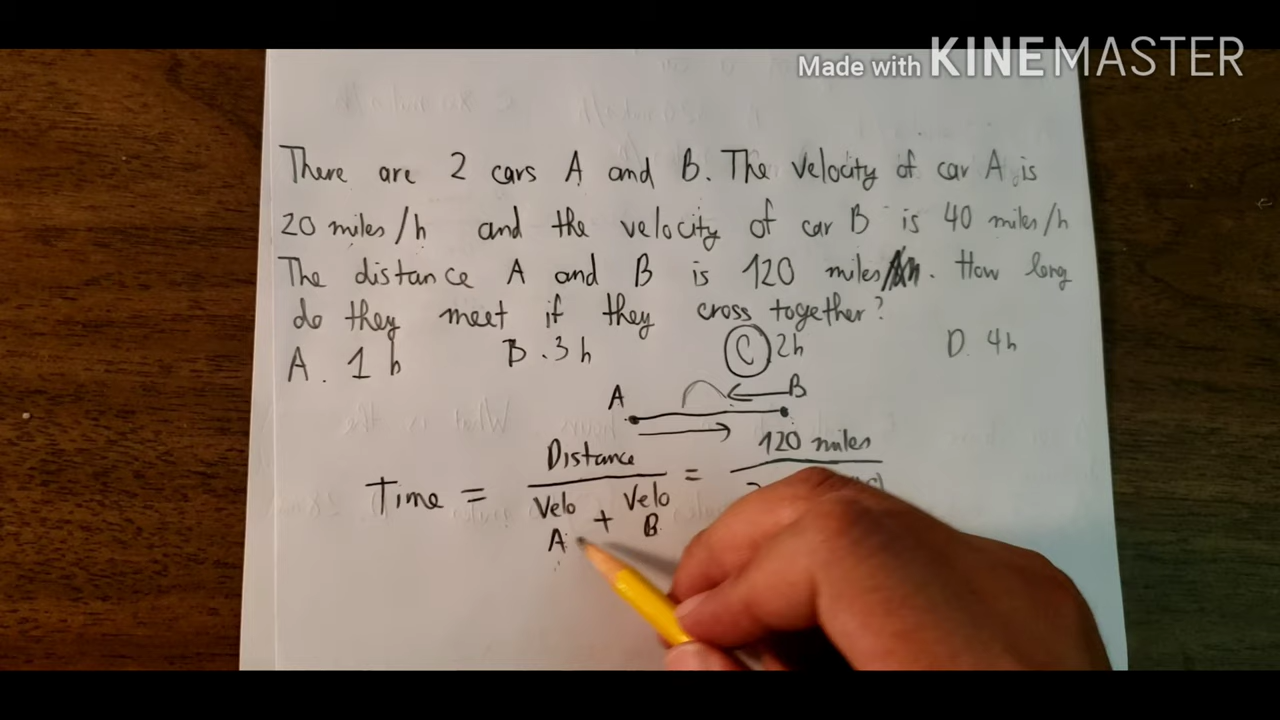 Made with KINEMASTER
There are 2 cars A and B. The velocity of car A is
20 miles/h and the velocity of car B is 40 miles/h
The distance A and B is 120 miles. How long
do they meet if they cross together?
A. 1 h B. 3 h C 2h D. 4h
A B
Time = Distance / Velo A + Velo B = 120 miles